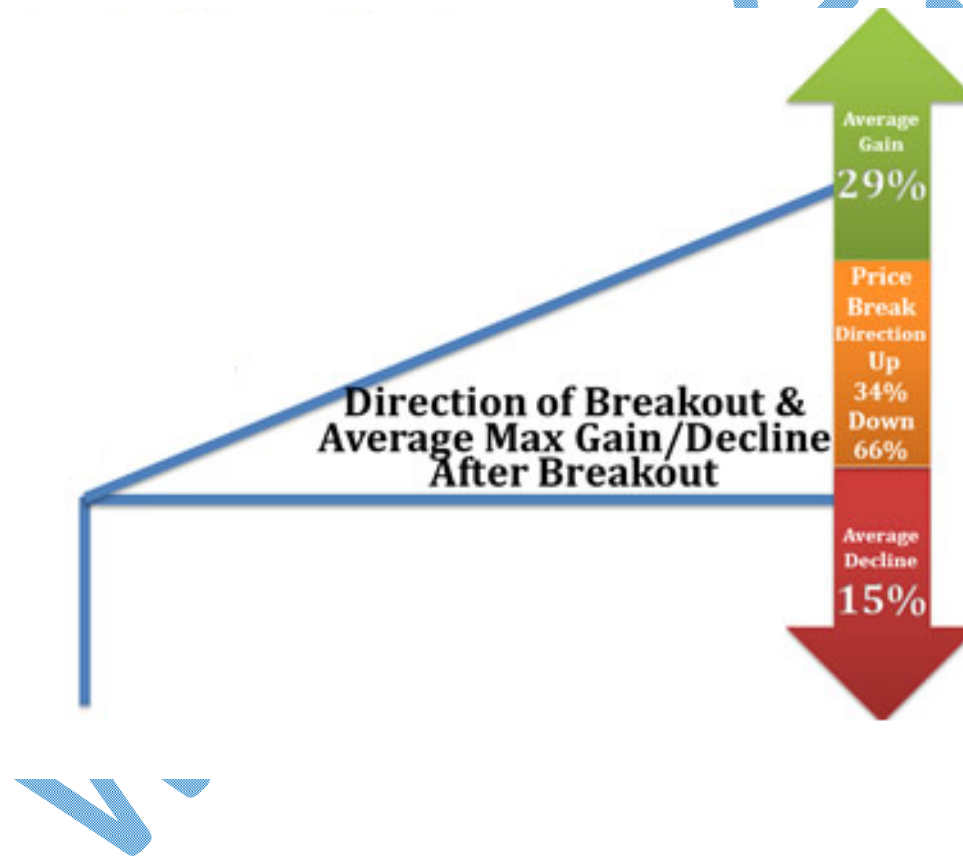 Average
Gain
29%
Price
Break
Direction
Up
34%
Down
66%
Direction of Breakout &
Average Max Gain/Decline
After Breakout
Average
Decline
15%